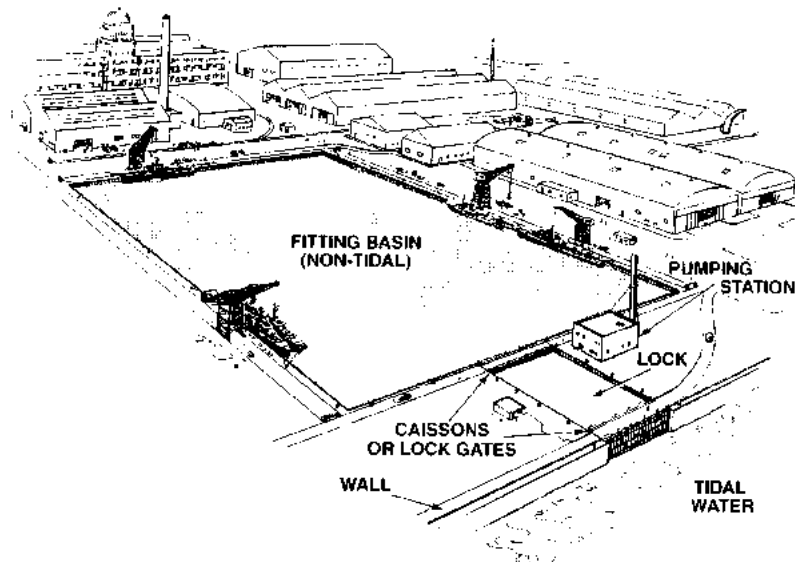 FITTING BASIN
(NON-TIDAL)
PUMPING
STATION
LOCK
CAISSONS
OR LOCK GATES
WALL
TIDAL
WATER